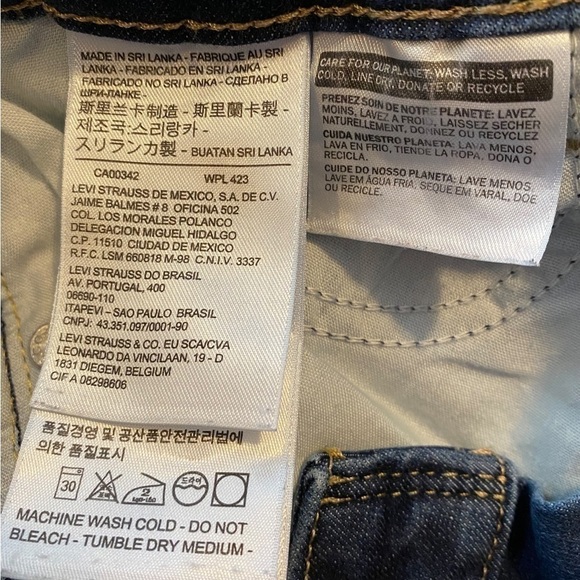 MADE IN SRI LANKA - FABRIQUE AU SRI
LANKA - FABRICADO EN SRI LANKA -
FABRICADO NO SRI LANKA - СДЕЛАНО В
ШРИ-ЛАНКЕ -
斯里兰卡制造 - 斯里蘭卡製 -
제조국:스리랑카 -
スリランカ製 - BUATAN SRI LANKA
CA00342 WPL 423
LEVI STRAUSS DE MEXICO, S.A. DE C.V.
JAIME BALMES # 8 OFICINA 502
COL. LOS MORALES POLANCO
DELEGACION MIGUEL HIDALGO
C.P. 11510 CIUDAD DE MEXICO
R.F.C. LSM 660818 M-98 C.N.I.V. 3337
LEVI STRAUSS DO BRASIL
AV. PORTUGAL, 400
06690-110
ITAPEVI - SAO PAULO BRASIL
CNPJ: 43.351.097/0001-90
LEVI STRAUSS & CO. EU SCA/CVA
LEONARDO DA VINCILAAN, 19 - D
1831 DIEGEM, BELGIUM
CIF A 08298606
품질경영 및 공산품안전관리법에
의한 품질표시
30 2 드라이
MACHINE WASH COLD - DO NOT
BLEACH - TUMBLE DRY MEDIUM -
CARE FOR OUR PLANET: WASH LESS, WASH
COLD, LINE DRY, DONATE OR RECYCLE
PRENEZ SOIN DE NOTRE PLANETE: LAVEZ
MOINS, LAVEZ A FROID, LAISSEZ SECHER
NATURELLEMENT, DONNEZ OU RECYCLEZ
CUIDA NUESTRO PLANETA: LAVA MENOS,
LAVA EN FRIO, TIENDE LA ROPA, DONA O
RECICLA.
CUIDE DO NOSSO PLANETA: LAVE MENOS,
LAVE EM ÁGUA FRIA, SEQUE EM VARAL, DOE
OU RECICLE.